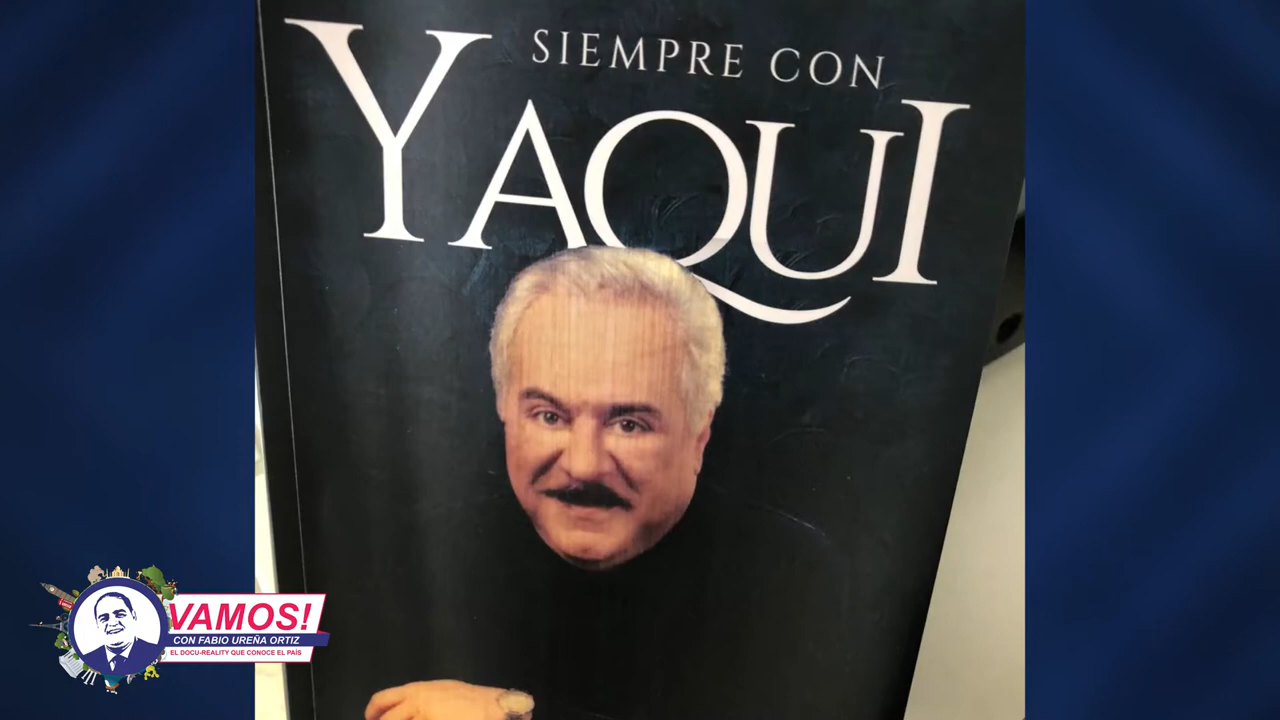 SIEMPRE CON
YAQUI
VAMOS!
CON FABIO UREÑA ORTIZ
EL DOCU-REALITY QUE CONOCE EL PAÍS